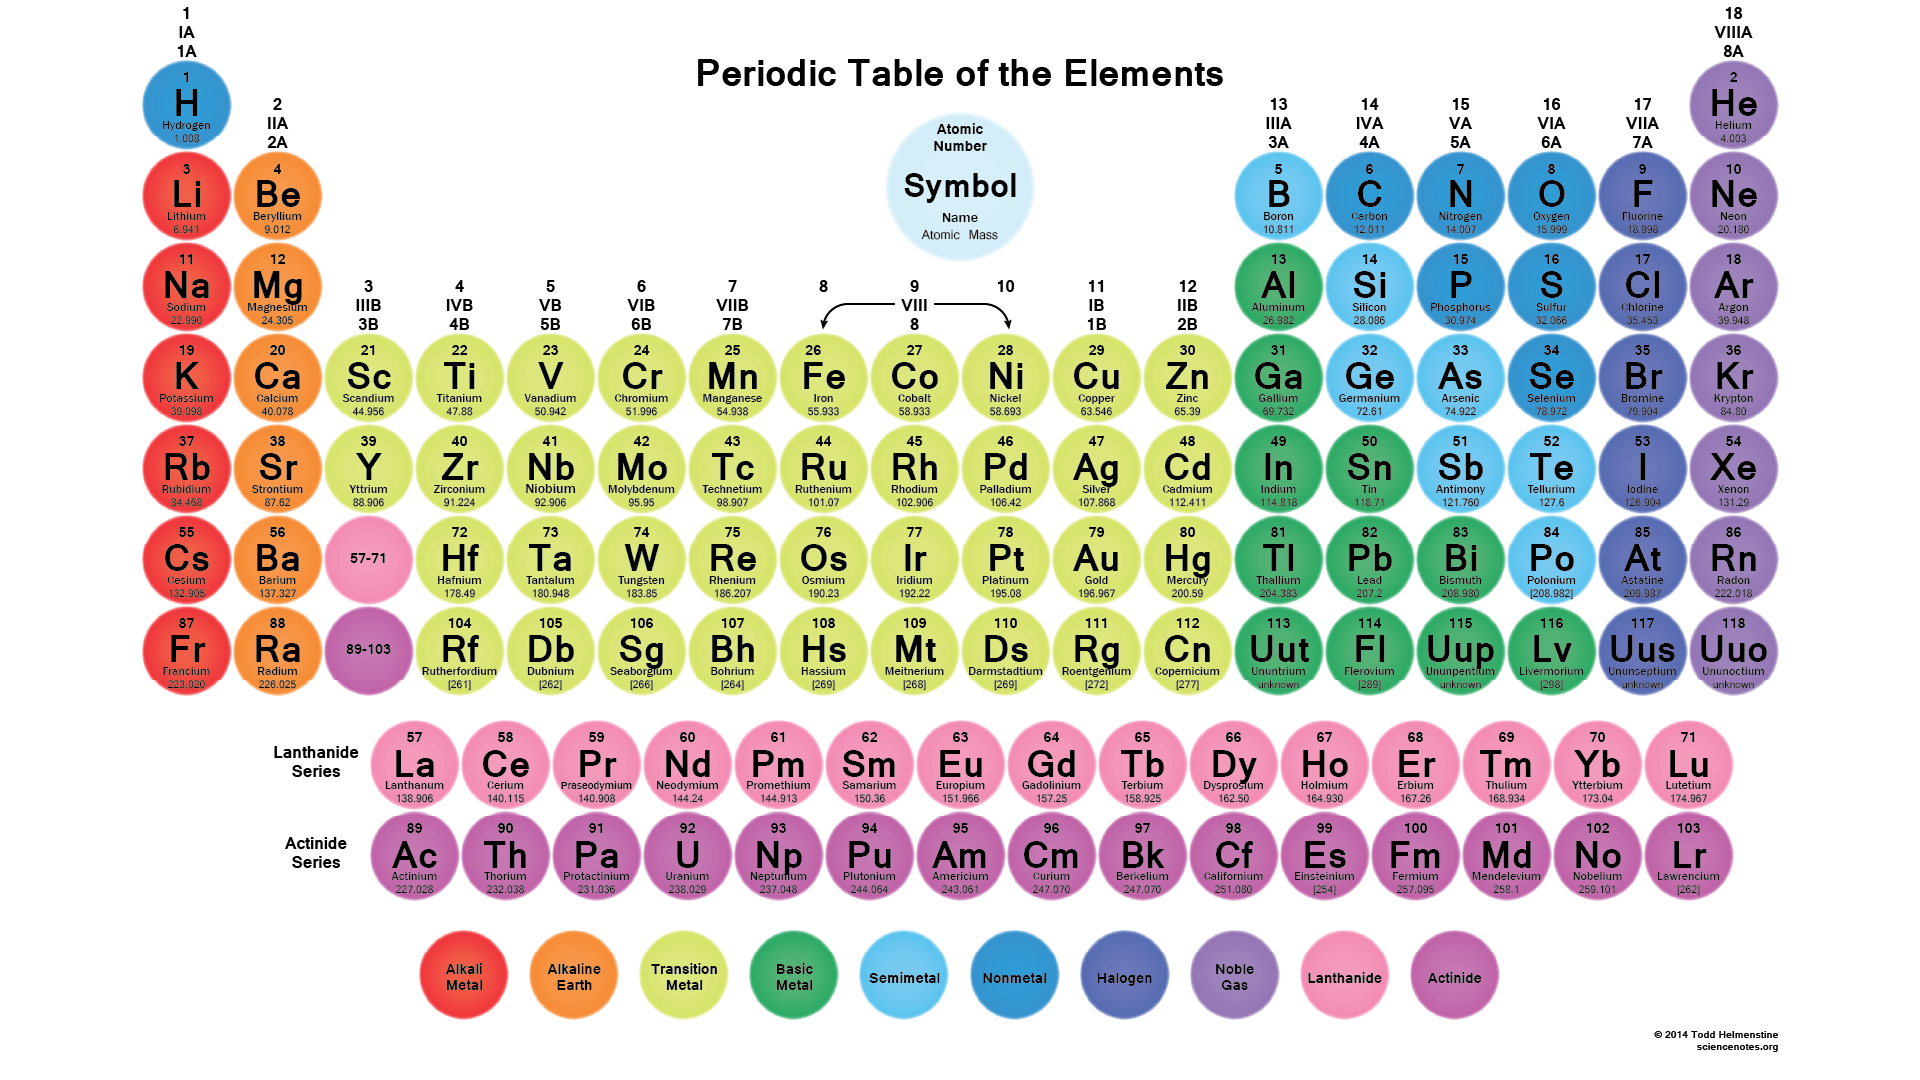 1
IA
1A
18
VIIIA
8A
Periodic Table of the Elements
1
H
Hydrogen
1.008
2
IIA
2A
13
IIIA
3A
14
IVA
4A
15
VA
5A
16
VIA
6A
17
VIIA
7A
2
He
Helium
4.003
Atomic
Number
Symbol
Name
Atomic Mass
3
Li
Lithium
6.941
4
Be
Beryllium
9.012
5
B
Boron
10.811
6
C
Carbon
12.011
7
N
Nitrogen
14.007
8
O
Oxygen
15.999
9
F
Fluorine
18.998
10
Ne
Neon
20.180
11
Na
Sodium
22.990
12
Mg
Magnesium
24.305
3
IIIB
3B
4
IVB
4B
5
VB
5B
6
VIB
6B
7
VIIB
7B
8
9
VIII
8
10
11
IB
1B
12
IIB
2B
13
Al
Aluminum
26.982
14
Si
Silicon
28.086
15
P
Phosphorus
30.974
16
S
Sulfur
32.066
17
Cl
Chlorine
35.453
18
Ar
Argon
39.948
19
K
Potassium
39.098
20
Ca
Calcium
40.078
21
Sc
Scandium
44.956
22
Ti
Titanium
47.88
23
V
Vanadium
50.942
24
Cr
Chromium
51.996
25
Mn
Manganese
54.938
26
Fe
Iron
55.933
27
Co
Cobalt
58.933
28
Ni
Nickel
58.693
29
Cu
Copper
63.546
30
Zn
Zinc
65.39
31
Ga
Gallium
69.732
32
Ge
Germanium
72.61
33
As
Arsenic
74.922
34
Se
Selenium
78.972
35
Br
Bromine
79.904
36
Kr
Krypton
84.80
37
Rb
Rubidium
84.468
38
Sr
Strontium
87.62
39
Y
Yttrium
88.906
40
Zr
Zirconium
91.224
41
Nb
Niobium
92.906
42
Mo
Molybdenum
95.95
43
Tc
Technetium
98.907
44
Ru
Ruthenium
101.07
45
Rh
Rhodium
102.906
46
Pd
Palladium
106.42
47
Ag
Silver
107.868
48
Cd
Cadmium
112.411
49
In
Indium
114.818
50
Sn
Tin
118.71
51
Sb
Antimony
121.760
52
Te
Tellurium
127.6
53
I
Iodine
126.904
54
Xe
Xenon
131.29
55
Cs
Cesium
132.905
56
Ba
Barium
137.327
57-71
72
Hf
Hafnium
178.49
73
Ta
Tantalum
180.948
74
W
Tungsten
183.85
75
Re
Rhenium
186.207
76
Os
Osmium
190.23
77
Ir
Iridium
192.22
78
Pt
Platinum
195.08
79
Au
Gold
196.967
80
Hg
Mercury
200.59
81
Tl
Thallium
204.383
82
Pb
Lead
207.2
83
Bi
Bismuth
208.980
84
Po
Polonium
[208.982]
85
At
Astatine
209.987
86
Rn
Radon
222.018
87
Fr
Francium
223.020
88
Ra
Radium
226.025
89-103
104
Rf
Rutherfordium
[261]
105
Db
Dubnium
[262]
106
Sg
Seaborgium
[266]
107
Bh
Bohrium
[264]
108
Hs
Hassium
[269]
109
Mt
Meitnerium
[268]
110
Ds
Darmstadtium
[269]
111
Rg
Roentgenium
[272]
112
Cn
Copernicium
[277]
113
Uut
Ununtrium
unknown
114
Fl
Flerovium
[289]
115
Uup
Ununpentium
unknown
116
Lv
Livermorium
[298]
117
Uus
Ununseptium
unknown
118
Uuo
Ununoctium
unknown
Lanthanide
Series
57
La
Lanthanum
138.906
58
Ce
Cerium
140.115
59
Pr
Praseodymium
140.908
60
Nd
Neodymium
144.24
61
Pm
Promethium
144.913
62
Sm
Samarium
150.36
63
Eu
Europium
151.966
64
Gd
Gadolinium
157.25
65
Tb
Terbium
158.925
66
Dy
Dysprosium
162.50
67
Ho
Holmium
164.930
68
Er
Erbium
167.26
69
Tm
Thulium
168.934
70
Yb
Ytterbium
173.04
71
Lu
Lutetium
174.967
Actinide
Series
89
Ac
Actinium
227.028
90
Th
Thorium
232.038
91
Pa
Protactinium
231.036
92
U
Uranium
238.029
93
Np
Neptunium
237.048
94
Pu
Plutonium
244.064
95
Am
Americium
243.061
96
Cm
Curium
247.070
97
Bk
Berkelium
247.070
98
Cf
Californium
251.080
99
Es
Einsteinium
[254]
100
Fm
Fermium
257.095
101
Md
Mendelevium
258.1
102
No
Nobelium
259.101
103
Lr
Lawrencium
[262]
Alkali
Metal
Alkaline
Earth
Transition
Metal
Basic
Metal
Semimetal
Nonmetal
Halogen
Noble
Gas
Lanthanide
Actinide
© 2014 Todd Helmenstine
sciencenotes.org